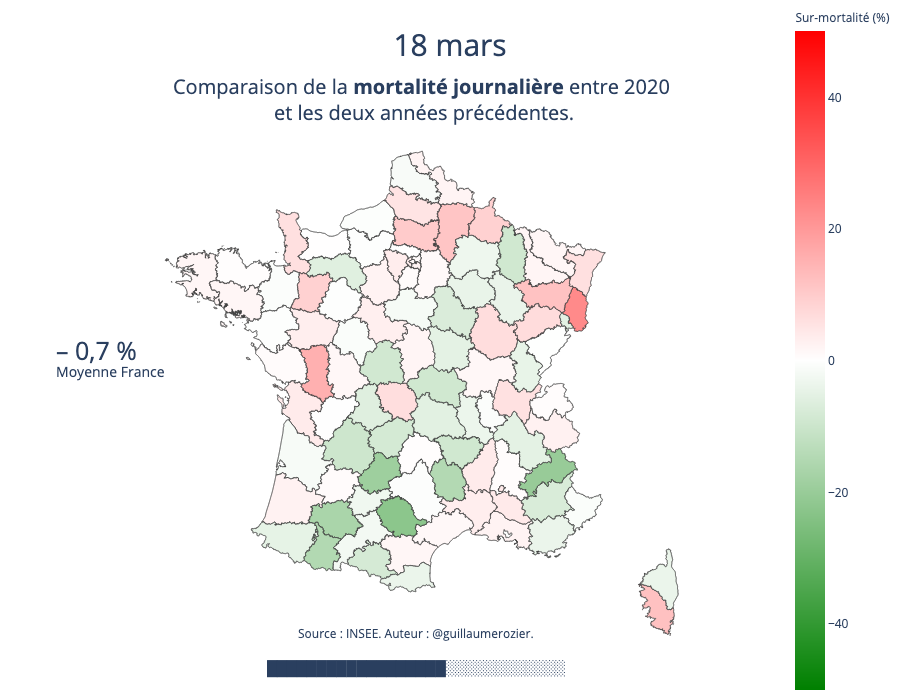 Sur-mortalité (%)
18 mars
Comparaison de la mortalité journalière entre 2020
et les deux années précédentes.
40
20
0
−20
−40
– 0,7 %
Moyenne France
Source : INSEE. Auteur : @guillaumerozier.